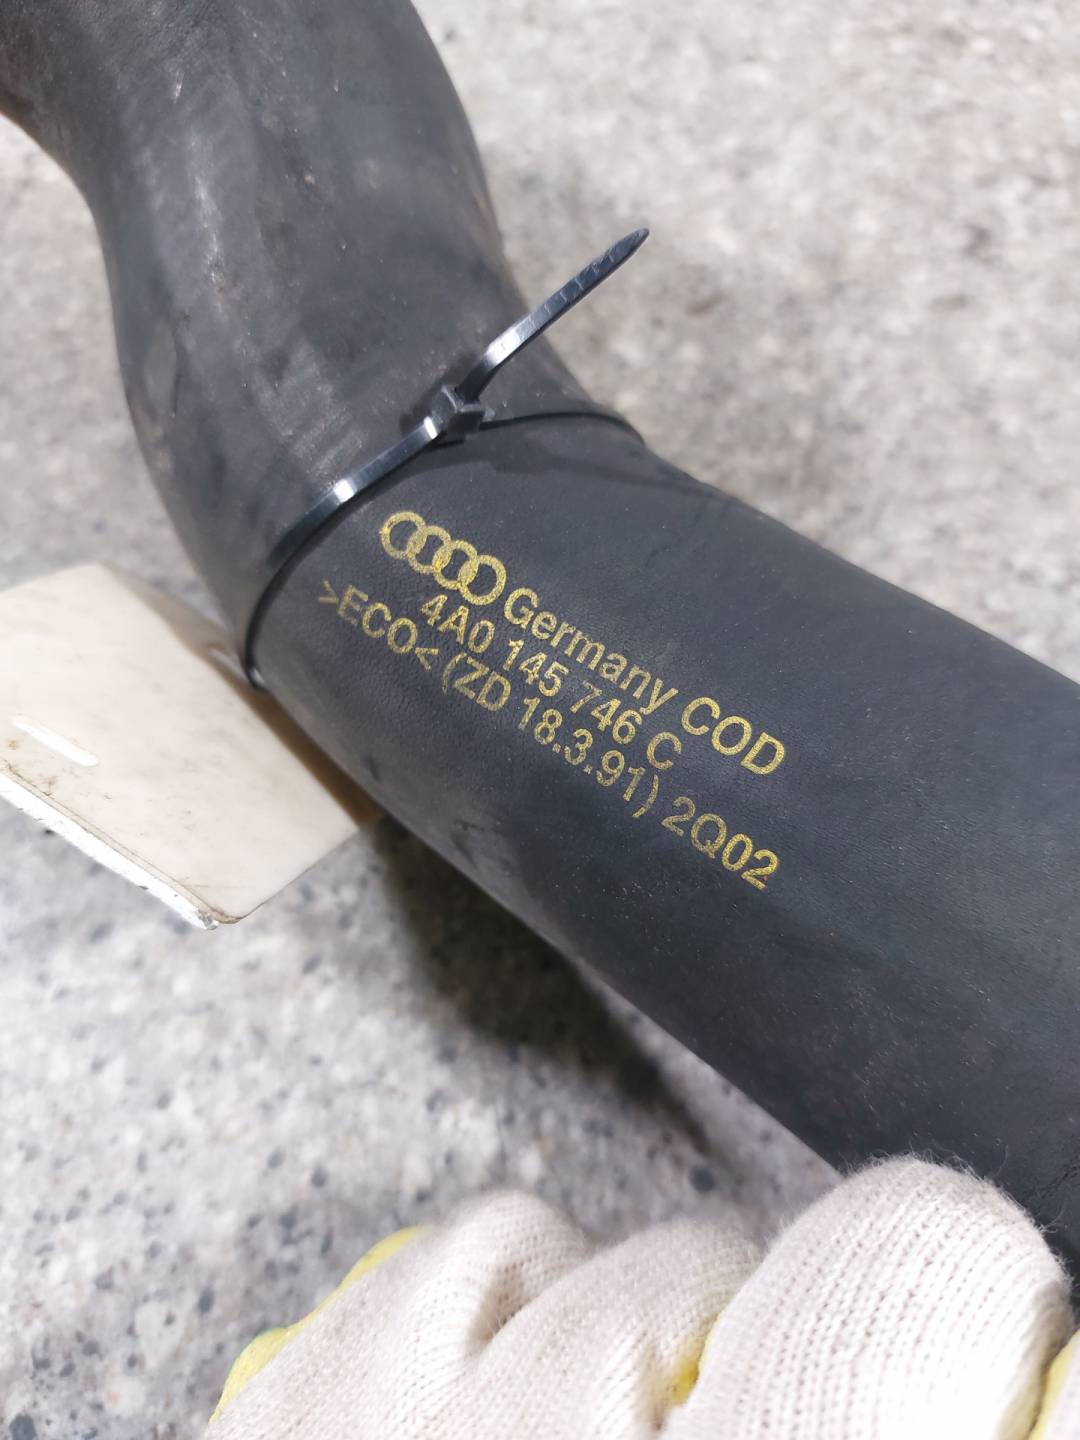 Germany COD
4A0 145 746 C
>ECO< (ZD 18.3.91) 2Q02